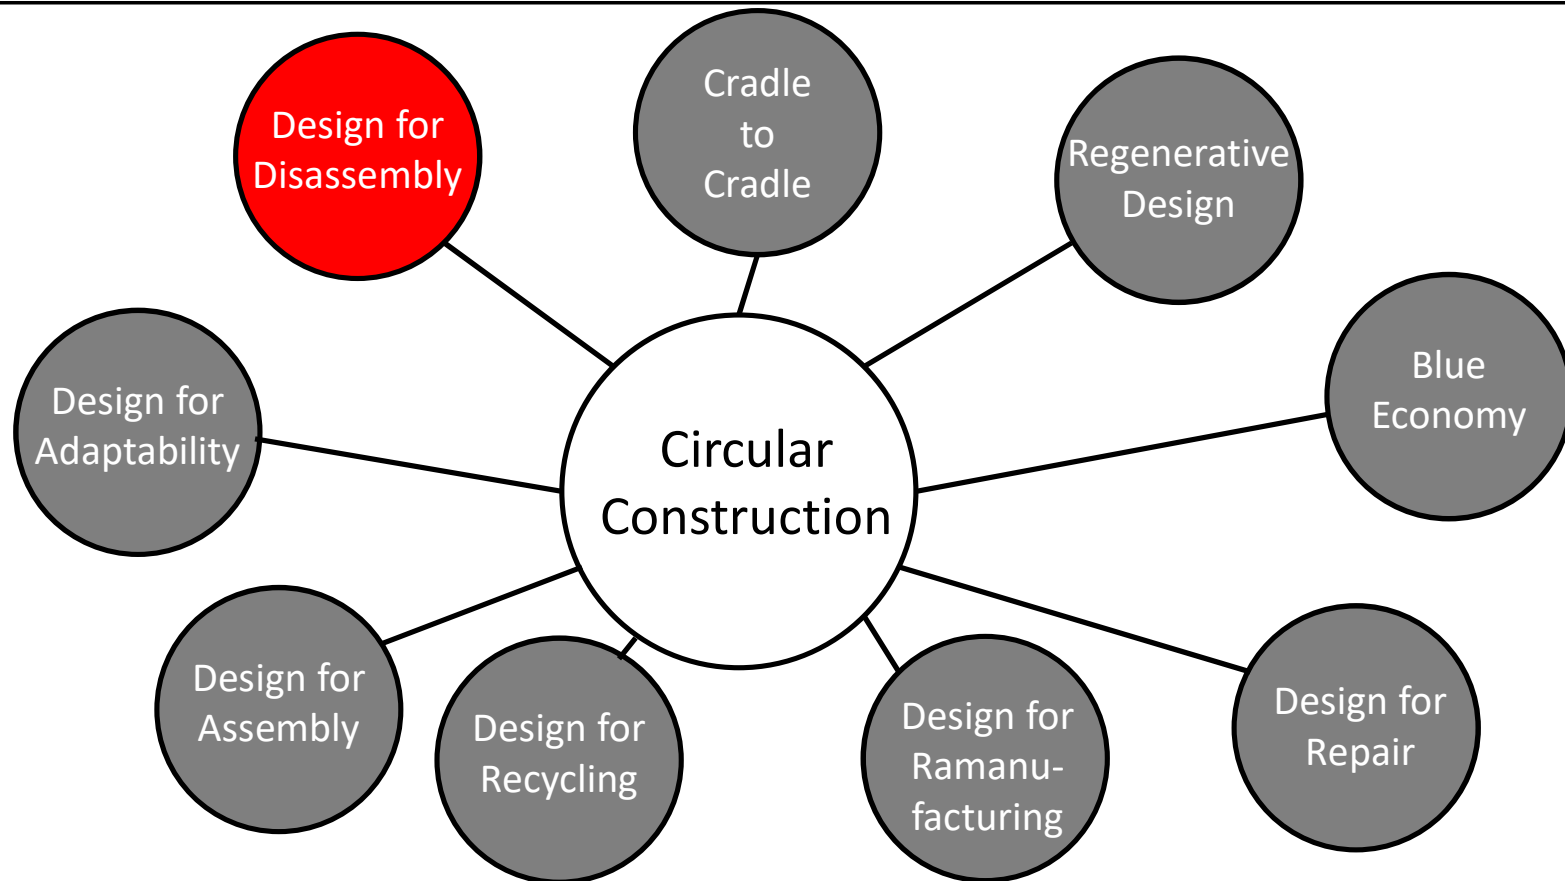 Design for
Disassembly
Cradle
to
Cradle
Regenerative
Design
Blue
Economy
Design for
Adaptability
Circular
Construction
Design for
Assembly
Design for
Recycling
Design for
Ramanu-
facturing
Design for
Repair